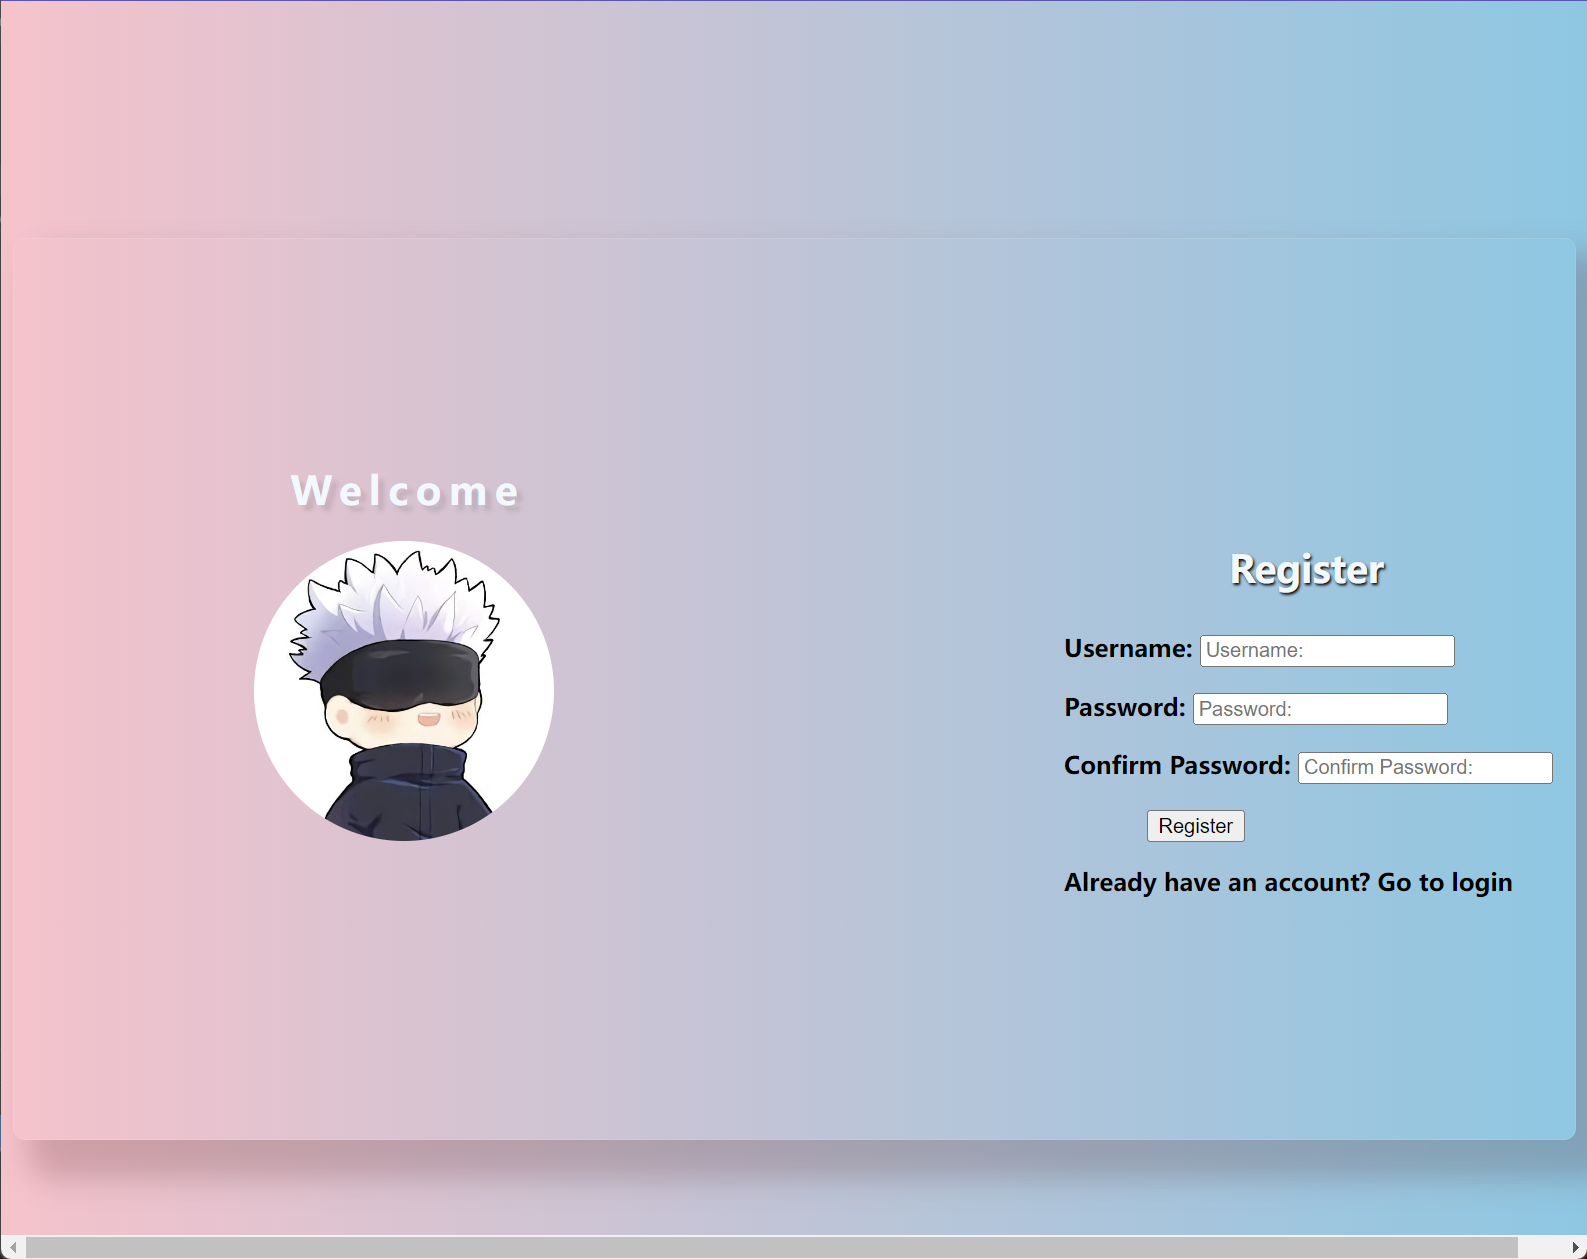 Welcome
Register
Username: Username:
Password: Password:
Confirm Password: Confirm Password:
Register
Already have an account? Go to login